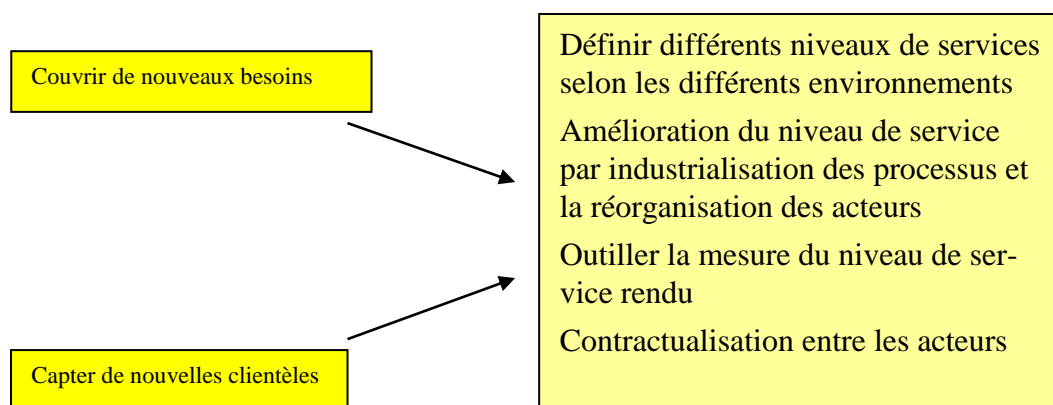 Couvrir de nouveaux besoins
Capter de nouvelles clientèles
Définir différents niveaux de services
selon les différents environnements
Amélioration du niveau de service
par industrialisation des processus et
la réorganisation des acteurs
Outiller la mesure du niveau de ser-
vice rendu
Contractualisation entre les acteurs